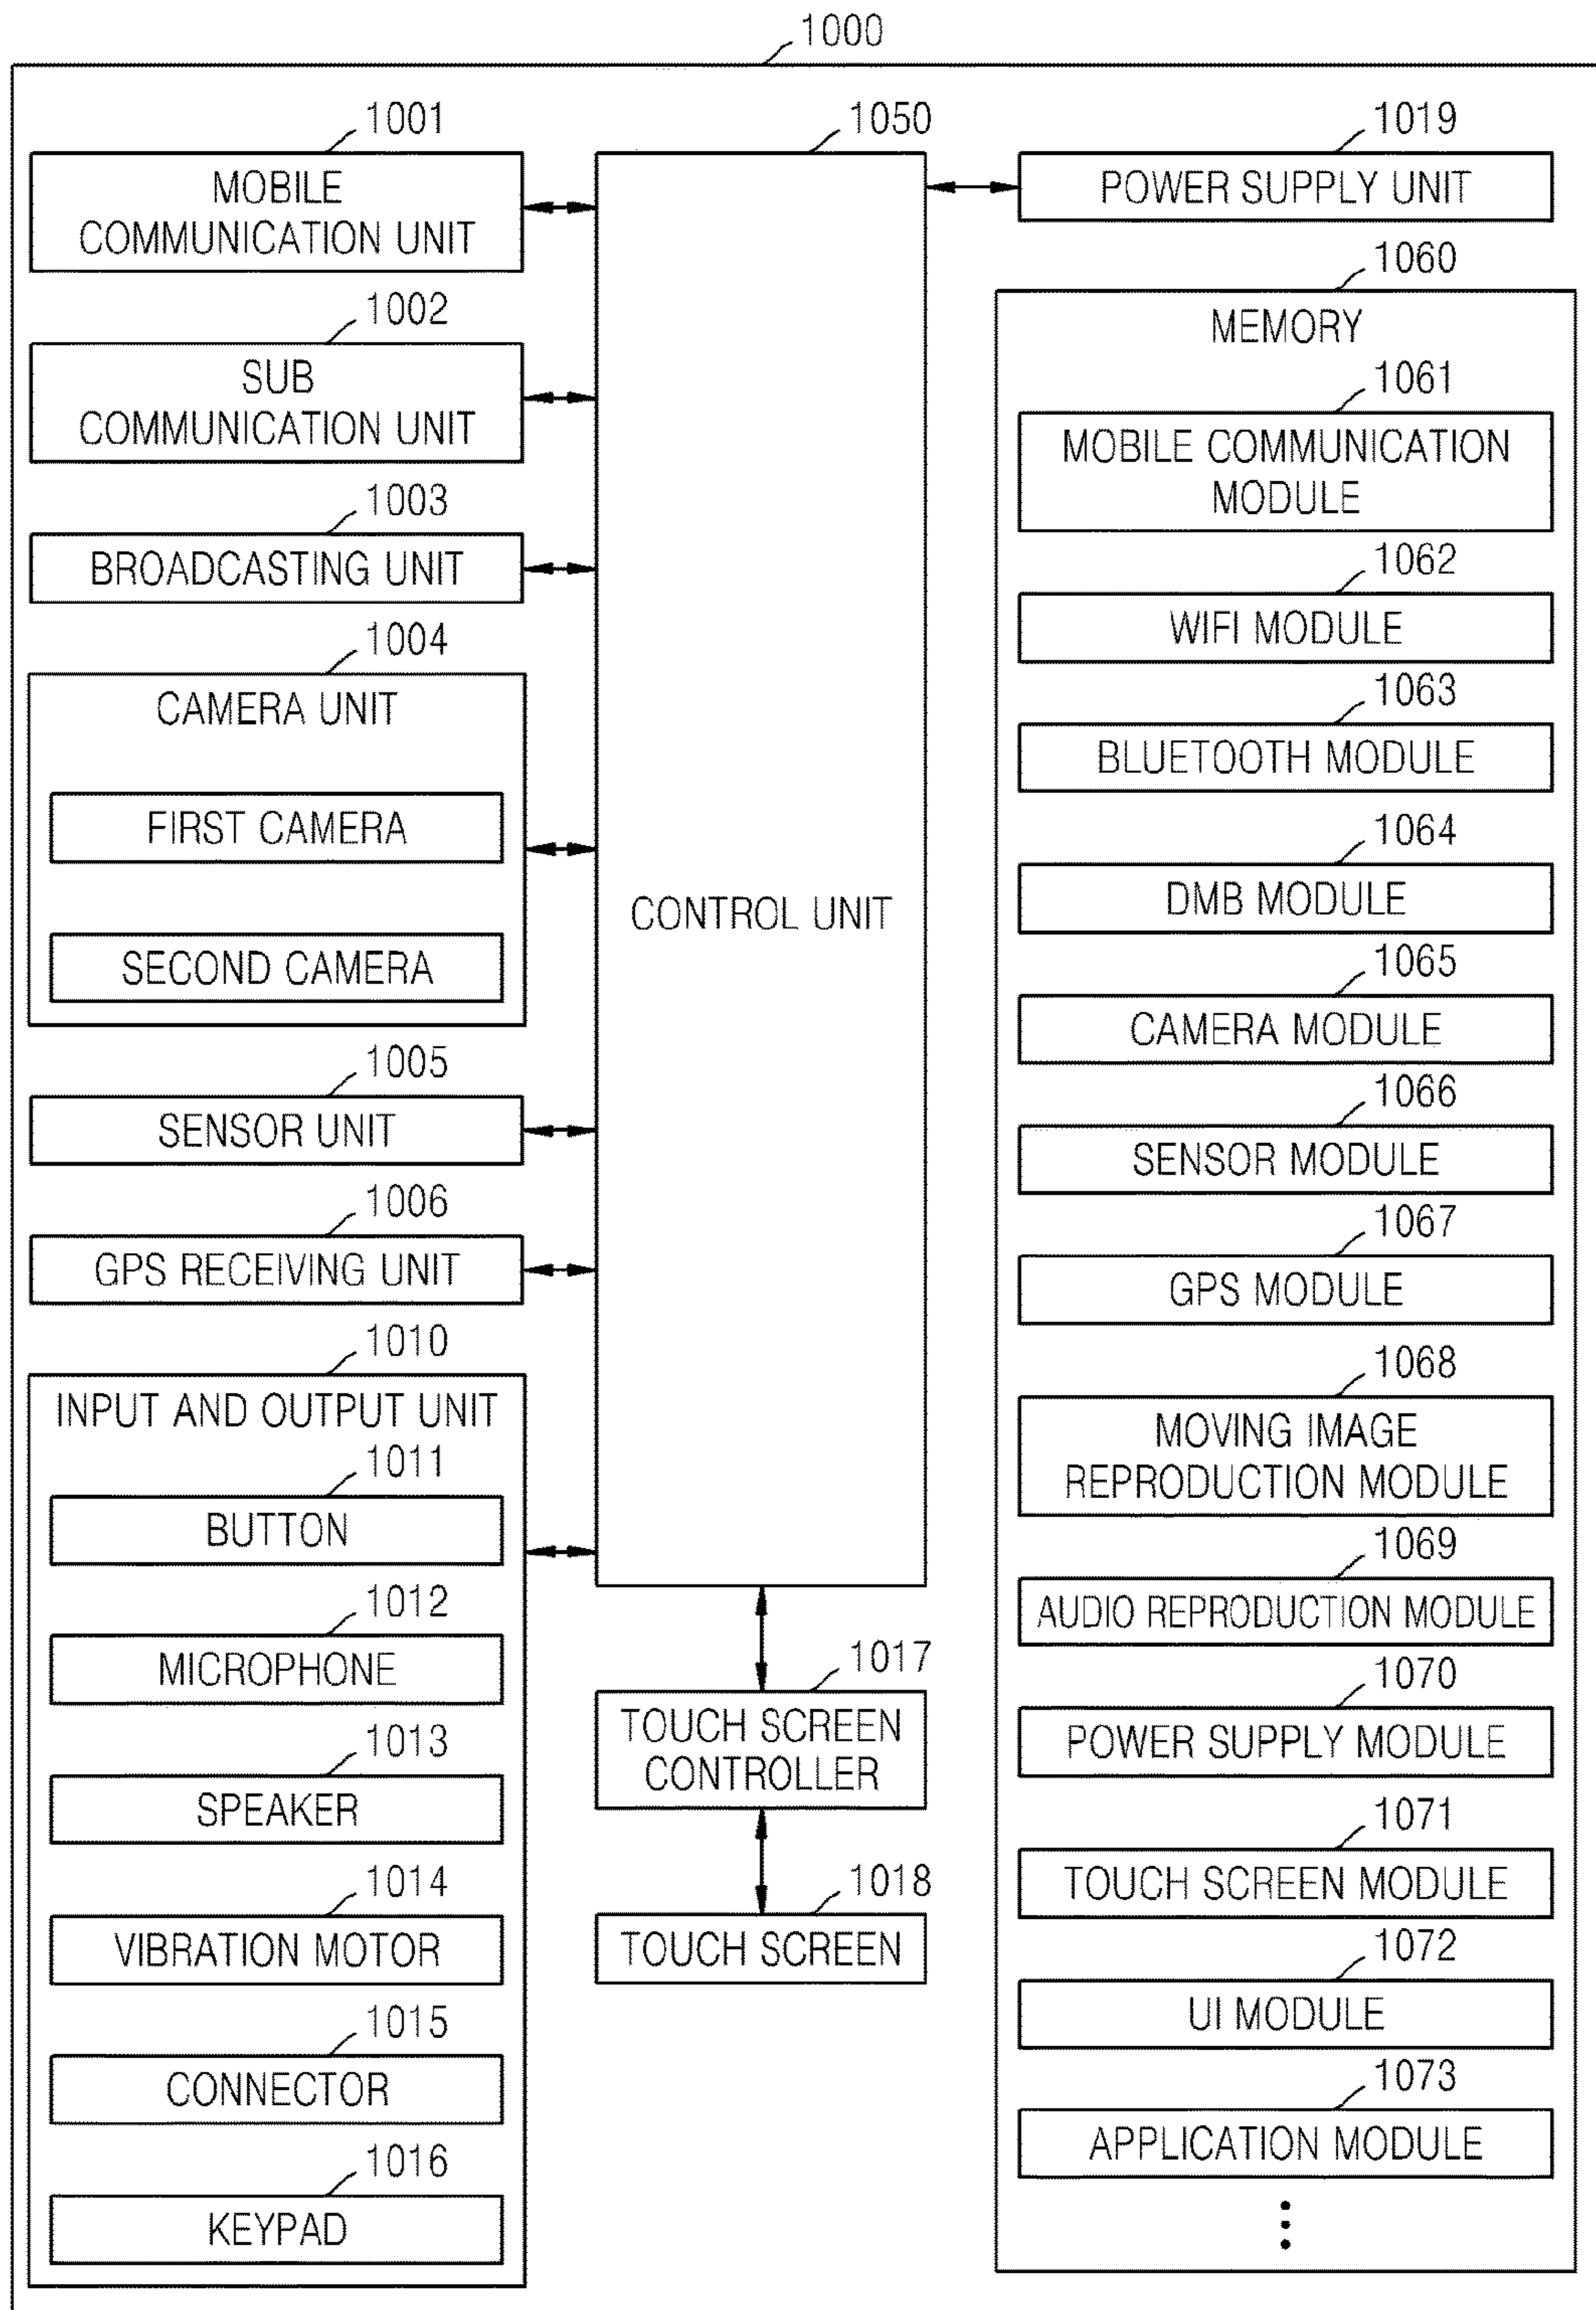 1000
1001
MOBILE
COMMUNICATION UNIT
1002
SUB
COMMUNICATION UNIT
1003
BROADCASTING UNIT
1004
CAMERA UNIT
FIRST CAMERA
SECOND CAMERA
1005
SENSOR UNIT
1006
GPS RECEIVING UNIT
1010
INPUT AND OUTPUT UNIT
1011
BUTTON
1012
MICROPHONE
1013
SPEAKER
1014
VIBRATION MOTOR
1015
CONNECTOR
1016
KEYPAD
1050
CONTROL UNIT
1017
TOUCH SCREEN
CONTROLLER
1018
TOUCH SCREEN
1019
POWER SUPPLY UNIT
1060
MEMORY
1061
MOBILE COMMUNICATION
MODULE
1062
WIFI MODULE
1063
BLUETOOTH MODULE
1064
DMB MODULE
1065
CAMERA MODULE
1066
SENSOR MODULE
1067
GPS MODULE
1068
MOVING IMAGE
REPRODUCTION MODULE
1069
AUDIO REPRODUCTION MODULE
1070
POWER SUPPLY MODULE
1071
TOUCH SCREEN MODULE
1072
UI MODULE
1073
APPLICATION MODULE